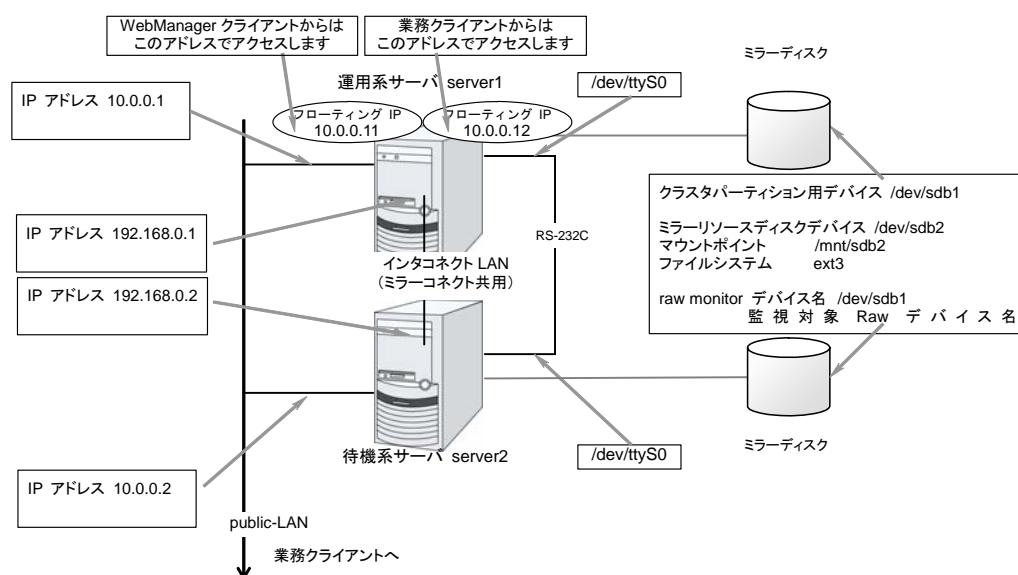 WebManager クライアントからは
このアドレスでアクセスします
業務クライアントからは
このアドレスでアクセスします
ミラーディスク
運用系サーバ server1
/dev/ttyS0
IP アドレス 10.0.0.1
フローティング IP
10.0.0.11
フローティング IP
10.0.0.12
クラスタパーティション用デバイス /dev/sdb1
ミラーリソースディスクデバイス /dev/sdb2
マウントポイント /mnt/sdb2
ファイルシステム ext3
raw monitor デバイス名 /dev/sdb1
監視対象 Raw デバイス名
IP アドレス 192.168.0.1
RS-232C
インタコネクト LAN
(ミラーコネクト共用)
IP アドレス 192.168.0.2
待機系サーバ server2
/dev/ttyS0
ミラーディスク
IP アドレス 10.0.0.2
public-LAN
業務クライアントへ